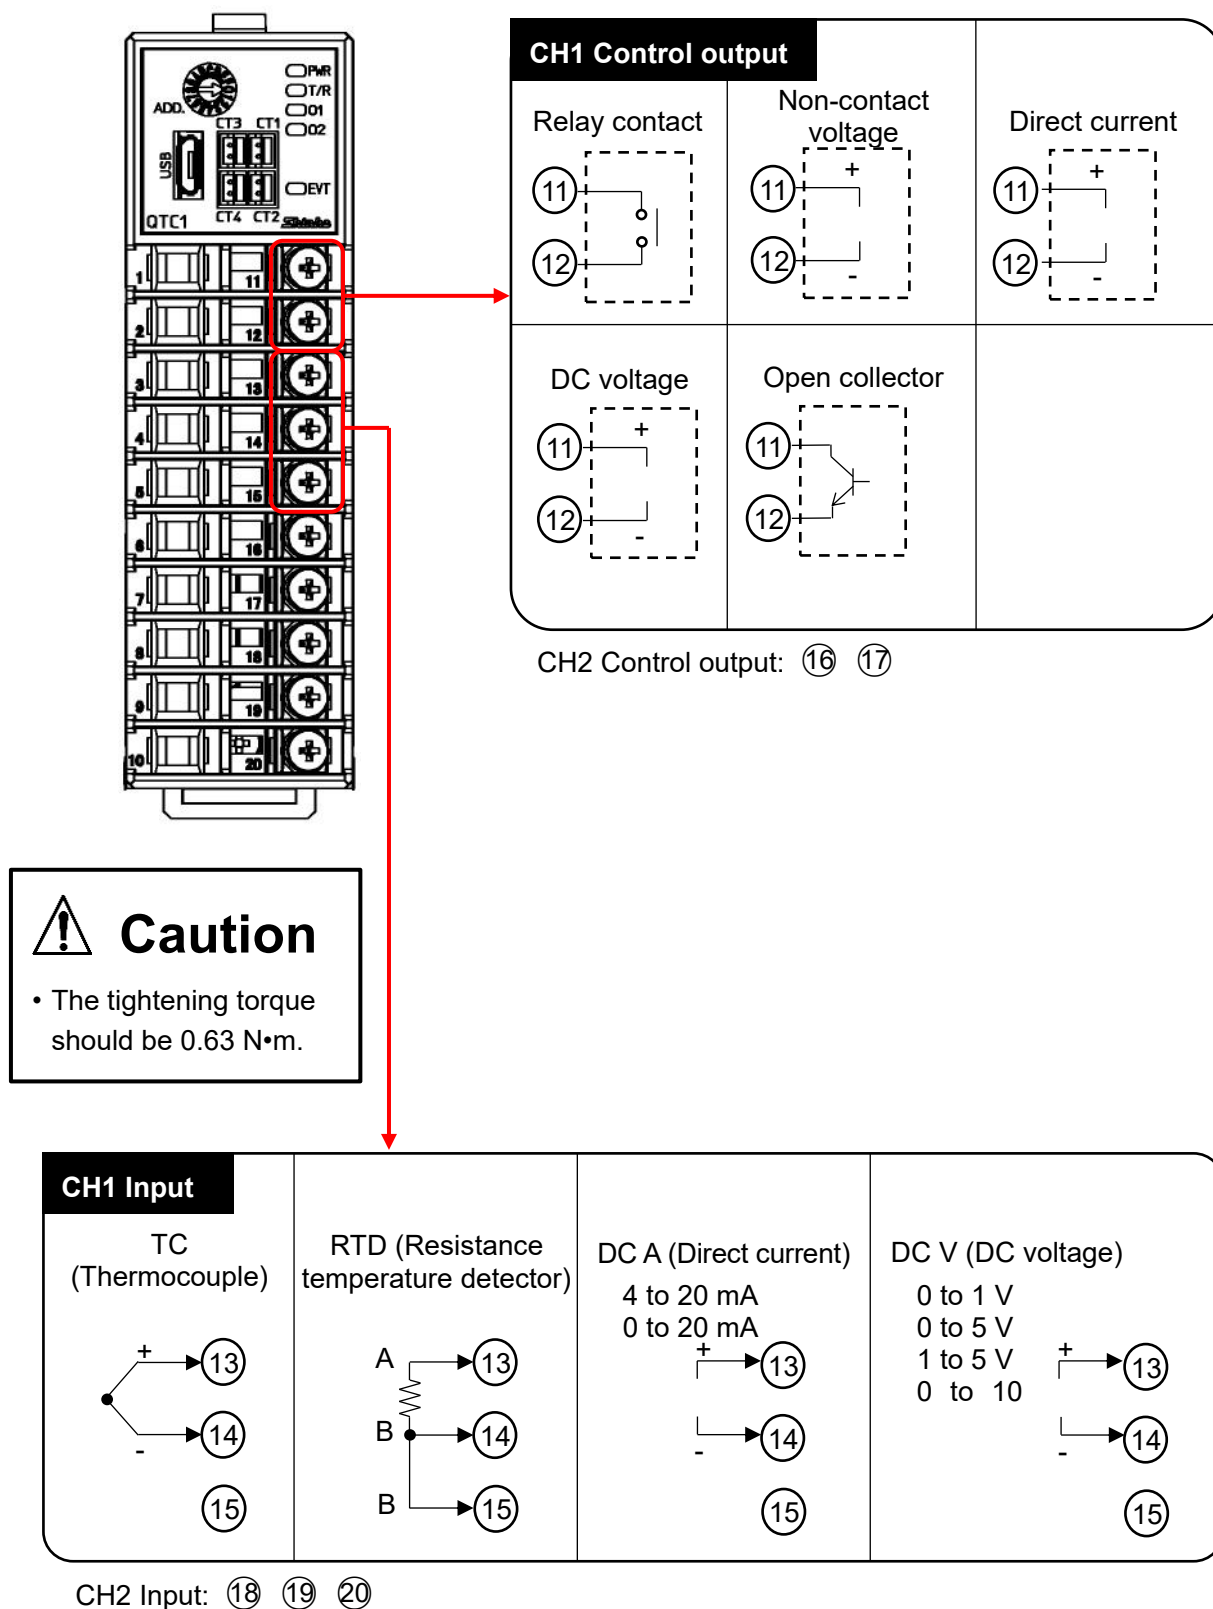 ADD.
PWR
T/R
O1
O2
CT3 CT1
USB
EVT
CT4 CT2
QTC1
Shinko
1 11
2 12
3 13
4 14
5 15
6 16
7 17
8 18
9 19
10 20
CH1 Control output
Relay contact
11
12
Non-contact
voltage
11
+
12
-
Direct current
11
+
12
-
DC voltage
11
+
12
-
Open collector
11
12
CH2 Control output: ⑯ ⑰
Caution
• The tightening torque
should be 0.63 N•m.
CH1 Input
TC
(Thermocouple)
+ 13
- 14
15
RTD (Resistance
temperature detector)
A 13
B 14
B 15
DC A (Direct current)
4 to 20 mA
0 to 20 mA
+ 13
- 14
15
DC V (DC voltage)
0 to 1 V
0 to 5 V
1 to 5 V
0 to 10
+ 13
- 14
15
CH2 Input: ⑱ ⑲ ⑳